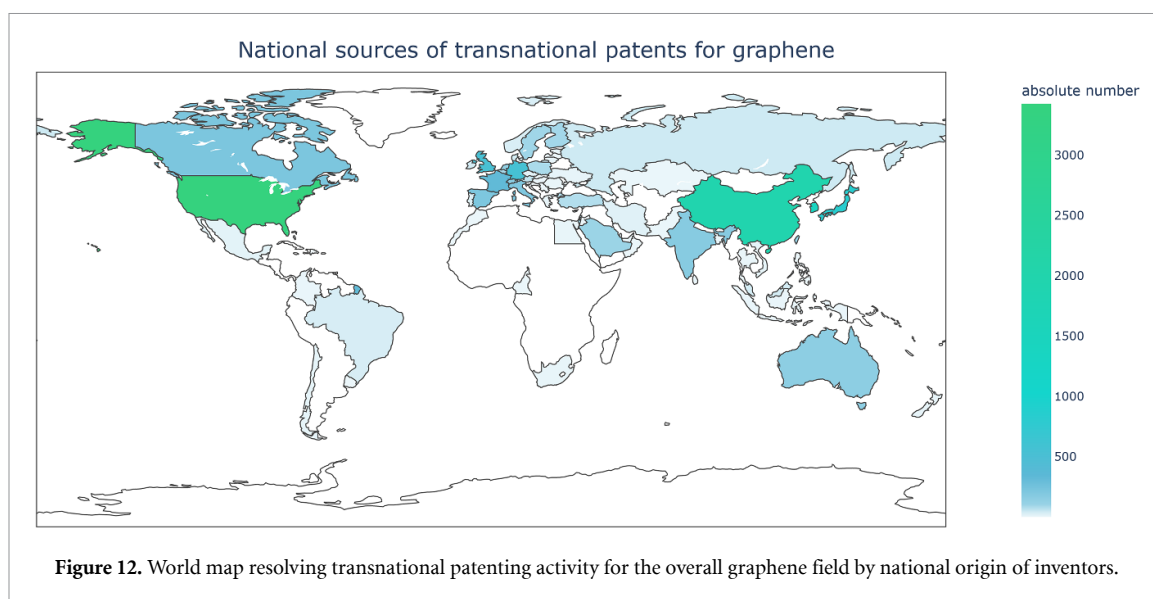 National sources of transnational patents for graphene
absolute number
3000
2500
2000
1500
1000
500
Figure 12. World map resolving transnational patenting activity for the overall graphene field by national origin of inventors.